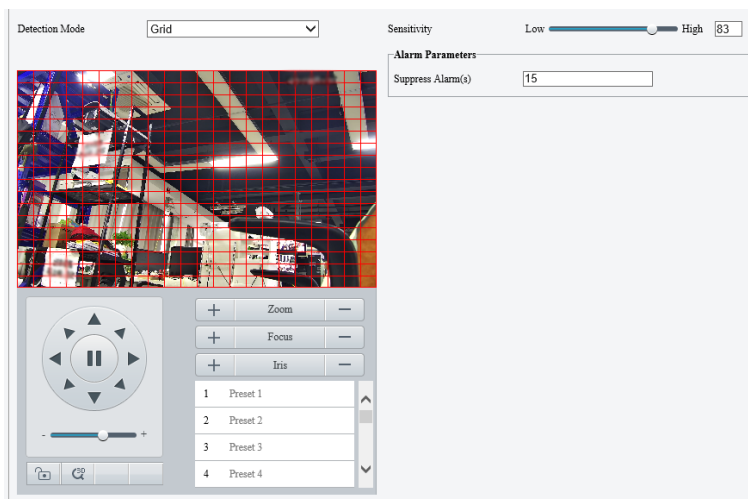 Detection Mode Grid
Sensitivity Low High 83
Alarm Parameters
Suppress Alarm(s) 15
+ Zoom −
+ Focus −
+ Iris −
1 Preset 1
2 Preset 2
3 Preset 3
4 Preset 4
- +
3D